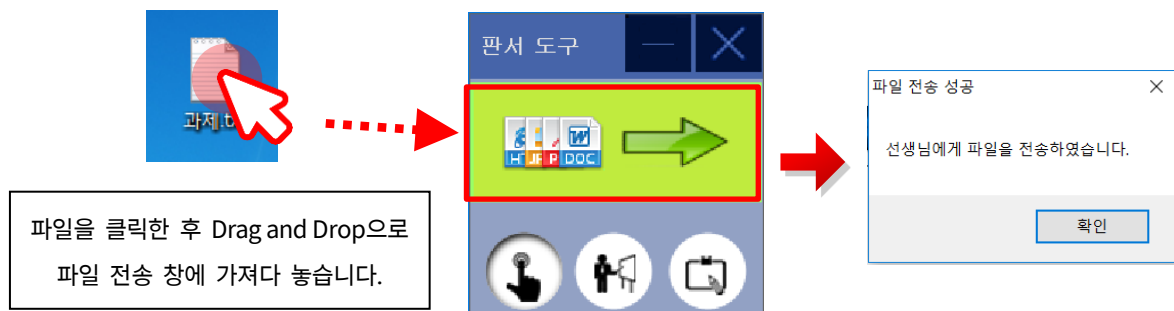 과제.t
파일을 클릭한 후 Drag and Drop으로
파일 전송 창에 가져다 놓습니다.
판서 도구
H JF P DOC
파일 전송 성공
선생님에게 파일을 전송하였습니다.
확인